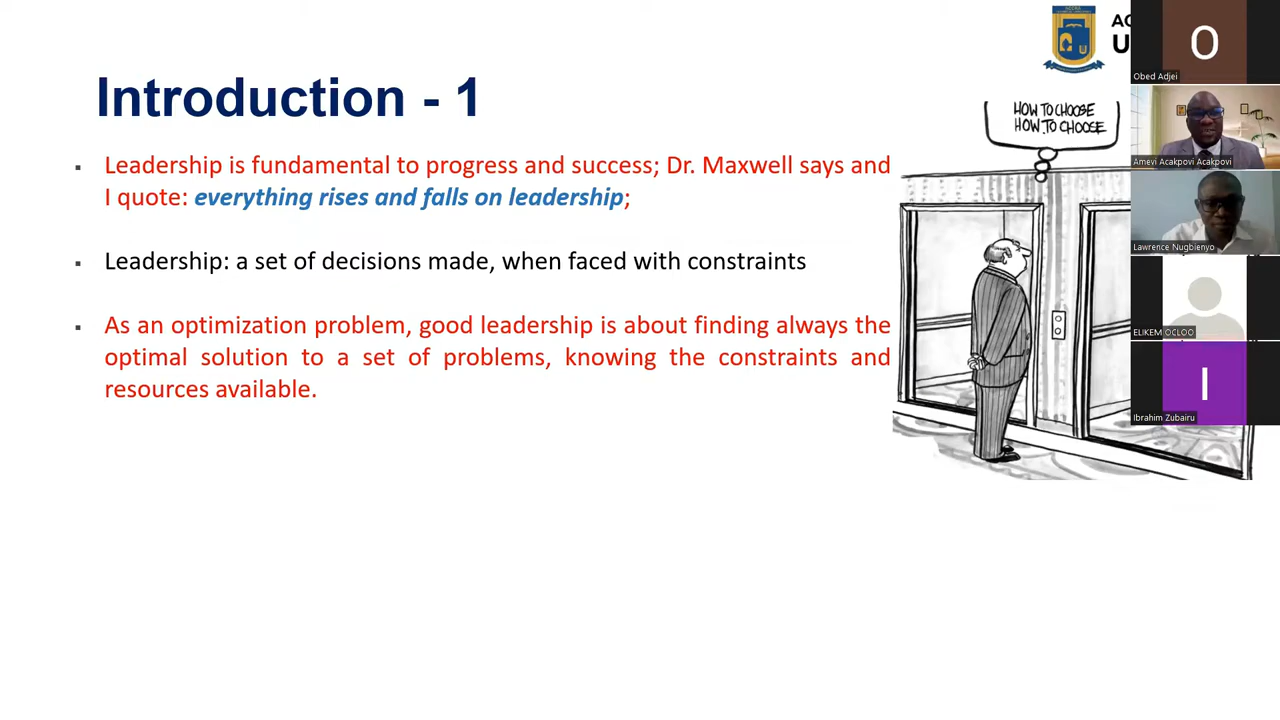 Introduction - 1
Leadership is fundamental to progress and success; Dr. Maxwell says and
I quote: everything rises and falls on leadership;
Leadership: a set of decisions made, when faced with constraints
As an optimization problem, good leadership is about finding always the
optimal solution to a set of problems, knowing the constraints and
resources available.
HOW TO CHOOSE
HOW TO CHOOSE
AC
U
O
Obed Adjei
Amevi Acakpovi Acakpovi
Lawrence Nugbienyo
ELIKEM OCLOO
I
Ibrahim Zubairu